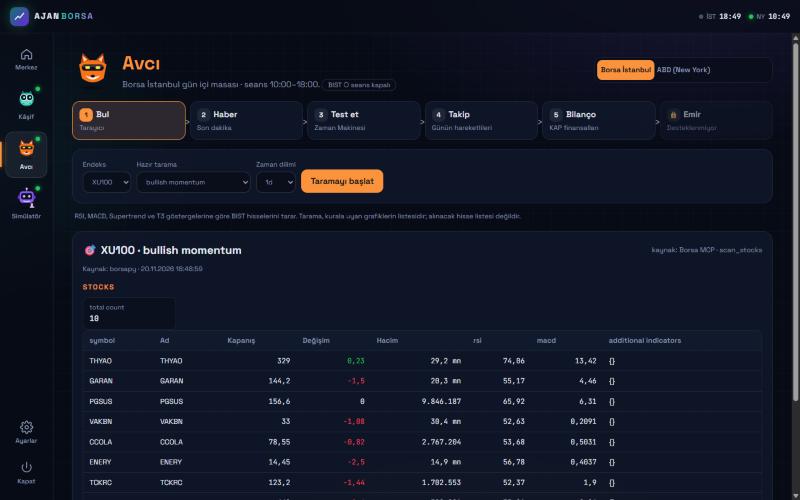 AJANBORSA
İST 18:49 NY 10:49
Merkez
Kâşif
Avcı
Simülatör
Ayarlar
Kapat
Avcı
Borsa İstanbul gün içi masası · seans 10:00–18:00. BIST O seans kapalı
Borsa İstanbul ABD (New York)
1 Bul
Tarayıcı
2 Haber
Son dakika
3 Test et
Zaman Makinesi
4 Takip
Günün hareketlileri
5 Bilanço
KAP finansalları
Emir
Desteklenmiyor
Endeks
XU100
Hazır tarama
bullish momentum
Zaman dilimi
1d
Taramayı başlat
RSI, MACD, Supertrend ve T3 göstergelerine göre BIST hisselerini tarar. Tarama, kurala uyan grafiklerin listesidir; alınacak hisse listesi değildir.
XU100 · bullish momentum
kaynak: Borsa MCP · scan_stocks
Kaynak: borsapy · 20.11.2026 18:48:59
STOCKS
total count
10
symbol Ad Kapanış Değişim Hacim rsi macd additional indicators
THYAO THYAO 329 0,23 29,2 mn 74,06 13,42 {}
GARAN GARAN 144,2 -1,5 20,3 mn 55,17 4,46 {}
PGSUS PGSUS 156,6 0 9.846.187 65,92 6,31 {}
VAKBN VAKBN 33 -1,08 30,4 mn 52,63 0,2091 {}
CCOLA CCOLA 78,55 -0,82 2.767.204 53,68 0,5031 {}
ENERY ENERY 14,45 -2,5 14,9 mn 56,78 0,4037 {}
TCKRC TCKRC 123,2 -1,44 1.702.553 52,37 1,9 {}